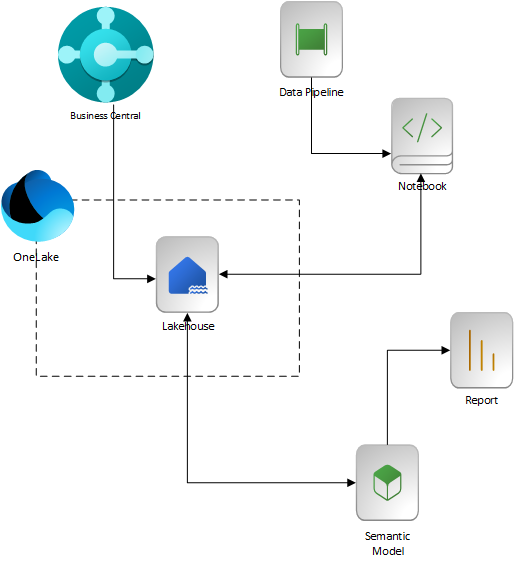 Data Pipeline
Business Central
Notebook
OneLake
Lakehouse
Report
Semantic
Model